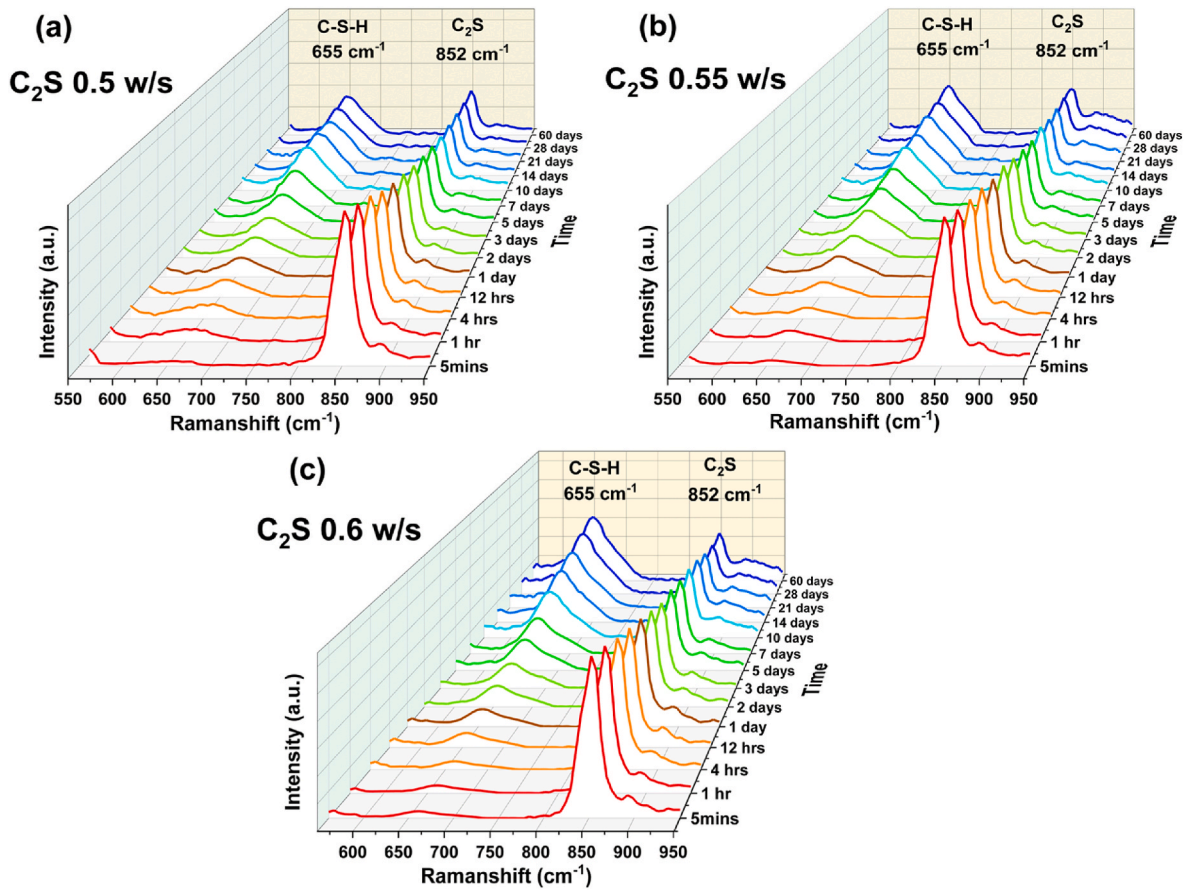 (a)
C-S-H
655 cm⁻¹
C₂S
852 cm⁻¹
C₂S 0.5 w/s
60 days
28 days
21 days
14 days
10 days
7 days
5 days
3 days
2 days
1 day
12 hrs
4 hrs
1 hr
5mins
Time
Intensity (a.u.)
550 600 650 700 750 800 850 900 950
Ramanshift (cm⁻¹)
(b)
C-S-H
655 cm⁻¹
C₂S
852 cm⁻¹
C₂S 0.55 w/s
60 days
28 days
21 days
14 days
10 days
7 days
5 days
3 days
2 days
1 day
12 hrs
4 hrs
1 hr
5mins
Time
Intensity (a.u.)
550 600 650 700 750 800 850 900 950
Ramanshift (cm⁻¹)
(c)
C-S-H
655 cm⁻¹
C₂S
852 cm⁻¹
C₂S 0.6 w/s
60 days
28 days
21 days
14 days
10 days
7 days
5 days
3 days
2 days
1 day
12 hrs
4 hrs
1 hr
5mins
Time
Intensity (a.u.)
600 650 700 750 800 850 900 950
Ramanshift (cm⁻¹)